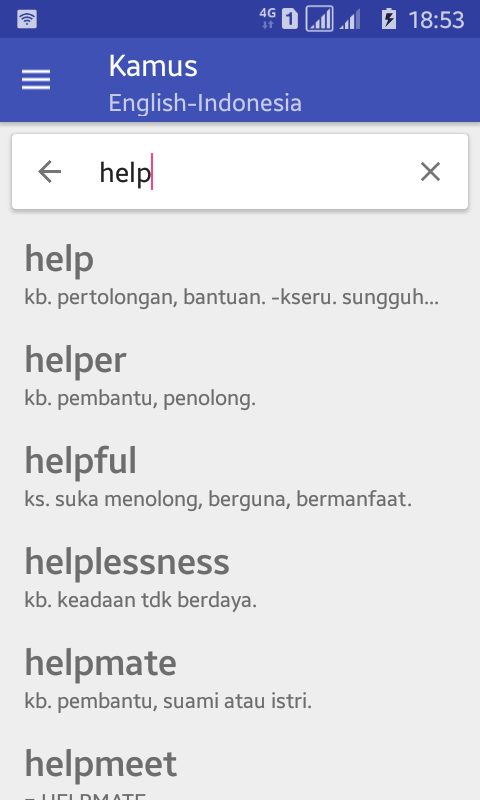 4G 1 18:53
Kamus
English-Indonesia
help
help
kb. pertolongan, bantuan. -kseru. sungguh...
helper
kb. pembantu, penolong.
helpful
ks. suka menolong, berguna, bermanfaat.
helplessness
kb. keadaan tdk berdaya.
helpmate
kb. pembantu, suami atau istri.
helpmeet
= HELPMATE